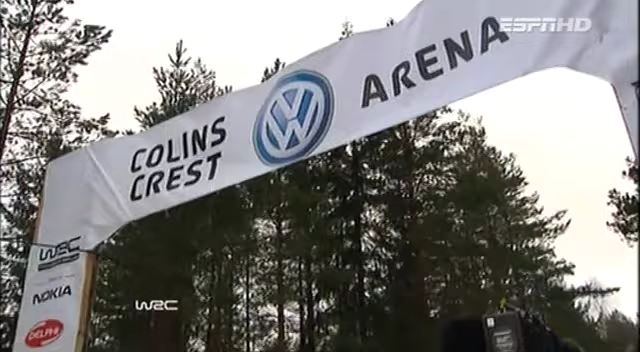 ESPNHD
COLINS
CREST
ARENA
WRC
NOKIA
DELPHI
WRC